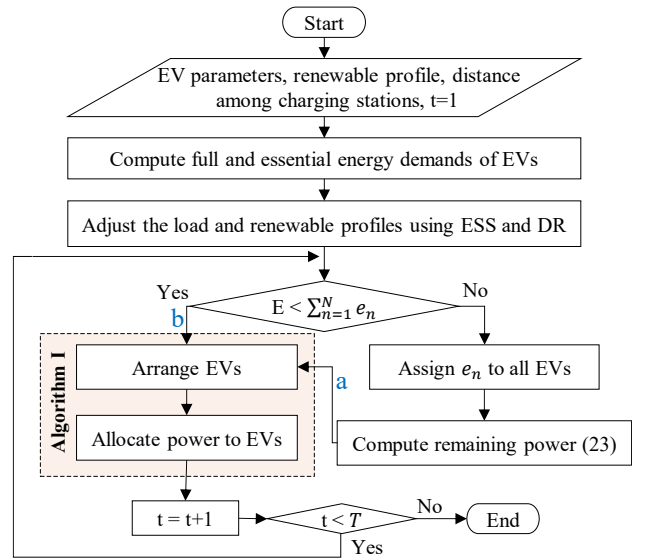 Start
EV parameters, renewable profile, distance
among charging stations, t=1
Compute full and essential energy demands of EVs
Adjust the load and renewable profiles using ESS and DR
Yes
E < ∑_{n=1}^{N} e_n
No
b
Algorithm I
Arrange EVs
a
Assign e_n to all EVs
Allocate power to EVs
Compute remaining power (23)
t = t+1
t < T
No
End
Yes